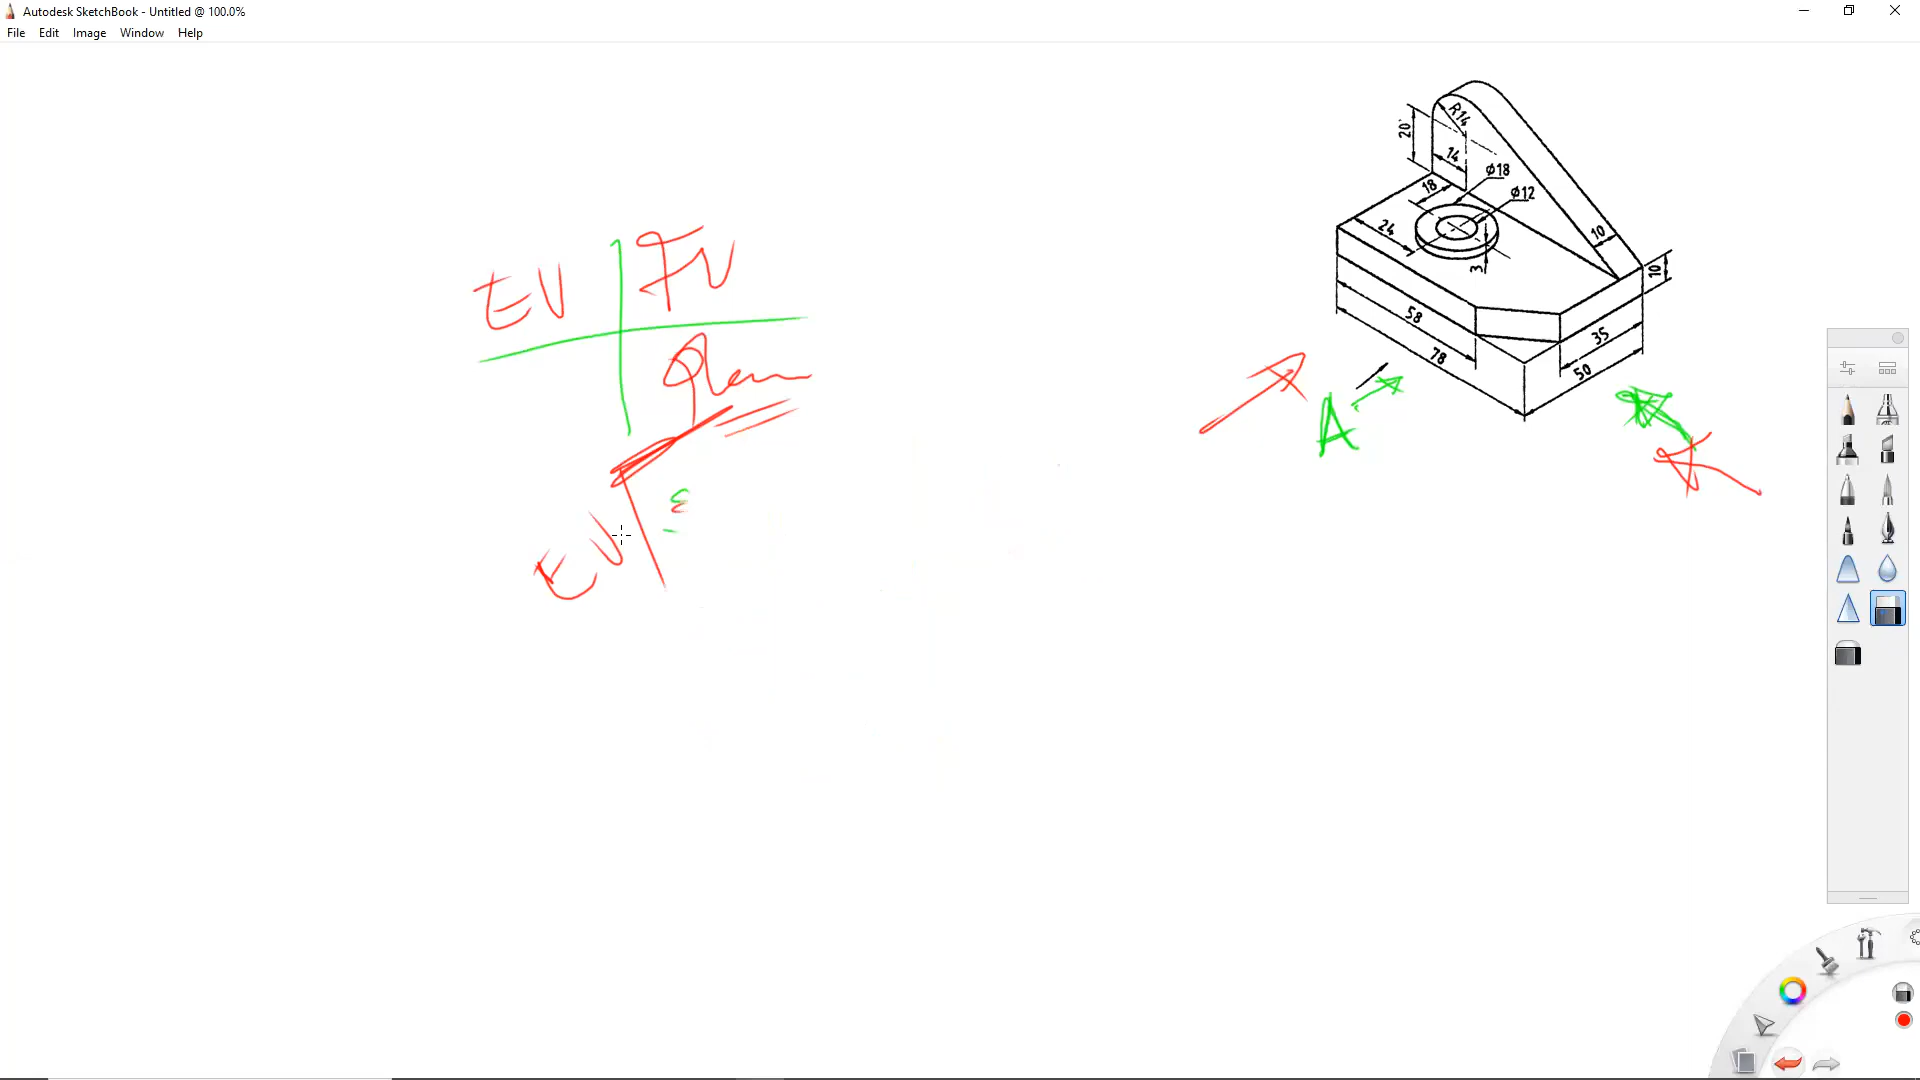 Autodesk SketchBook - Untitled @ 100.0%
File Edit Image Window Help
R14
20
14
18
Ø18
Ø12
24
3
10
10
58
78
35
50
A
EV
FV
Plan
EV